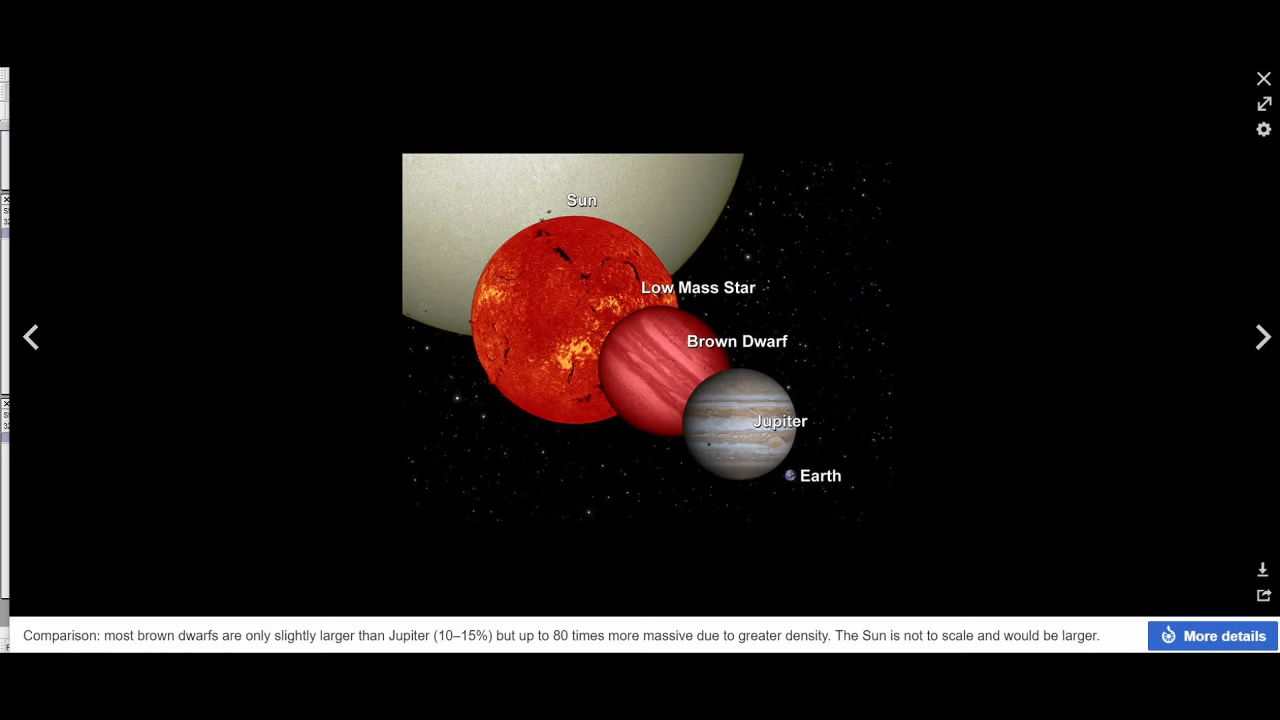 Sun
Low Mass Star
Brown Dwarf
Jupiter
Earth
Comparison: most brown dwarfs are only slightly larger than Jupiter (10–15%) but up to 80 times more massive due to greater density. The Sun is not to scale and would be larger.
More details